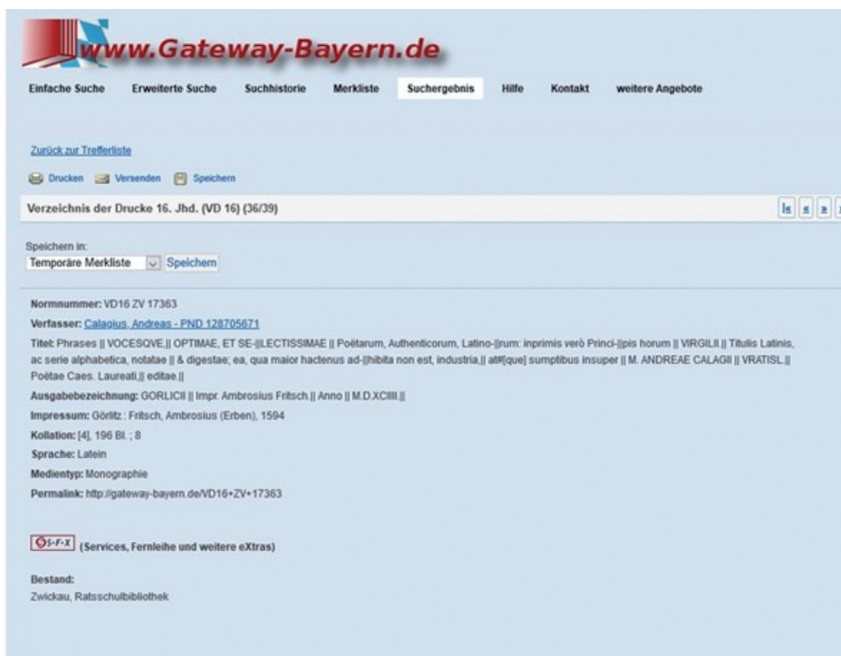 www.Gateway-Bayern.de
Einfache Suche Erweiterte Suche Suchhistorie Merkliste Suchergebnis Hilfe Kontakt weitere Angebote
Zurück zur Trefferliste
Drucken Versenden Speichern
Verzeichnis der Drucke 16. Jhd. (VD 16) (36/39)
Speichern in:
Temporäre Merkliste Speichern
Normnummer: VD16 ZV 17363
Verfasser: Calagius, Andreas - PND 128705671
Titel: Phrases || VOCESQVE,|| OPTIMAE, ET SE-||LECTISSIMAE || Poëtarum, Authenticorum, Latino-||rum: inprimis verò Princi-||pis horum || VIRGILII.|| Titulis Latinis,
ac serie alphabetica, notatae || & digestae; ea, qua maior hactenus ad-||hibita non est, industria,|| at#[que] sumptibus insuper || M. ANDREAE CALAGII || VRATISL.||
Poëtae Caes. Laureati,|| editae.||
Ausgabebezeichnung: GORLICII || Impr. Ambrosius Fritsch.|| Anno || M.D.XCIIII.||
Impressum: Görlitz : Fritsch, Ambrosius (Erben), 1594
Kollation: [4], 196 Bl. ; 8
Sprache: Latein
Medientyp: Monographie
Permalink: http://gateway-bayern.de/VD16+ZV+17363
S-F-X (Services, Fernleihe und weitere eXtras)
Bestand:
Zwickau, Ratsschulbibliothek